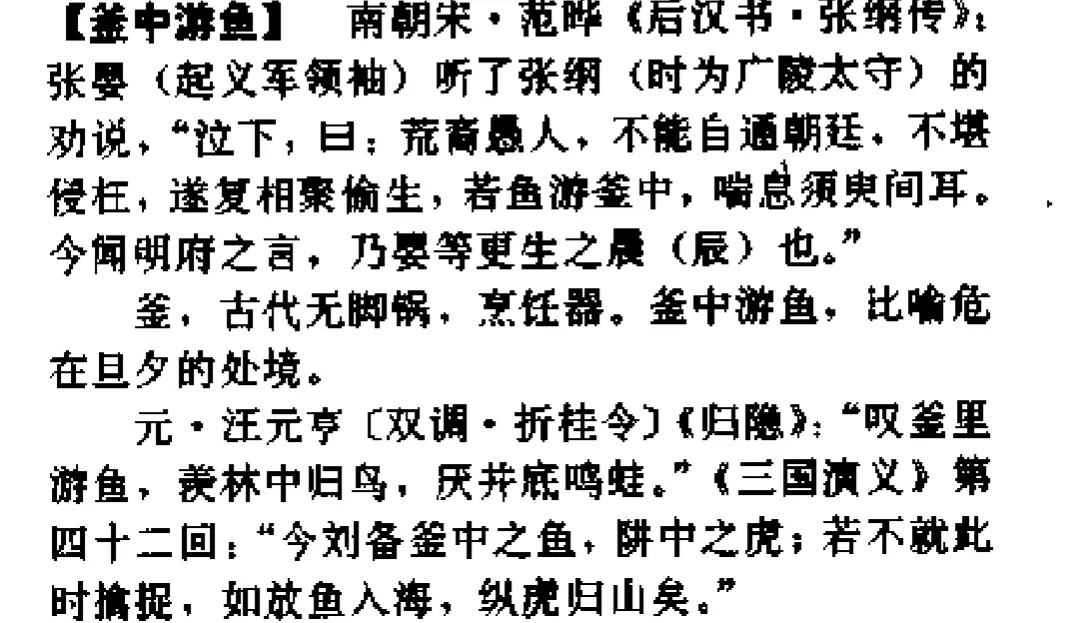 【釜中游鱼】 南朝宋·范晔《后汉书·张纲传》：
张婴（起义军领袖）听了张纲（时为广陵太守）的
劝说，“泣下，曰：荒裔愚人，不能自通朝廷，不堪
侵枉，遂复相聚偷生，若鱼游釜中，喘息须臾间耳。
今闻明府之言，乃婴等更生之晨（辰）也。”
釜，古代无脚锅，烹饪器。釜中游鱼，比喻危
在旦夕的处境。
元·汪元亨〔双调·折桂令〕《归隐》：“叹釜里
游鱼，羡林中归鸟，厌井底鸣蛙。”《三国演义》第
四十二回：“今刘备釜中之鱼，阱中之虎；若不就此
时擒捉，如放鱼入海，纵虎归山矣。”